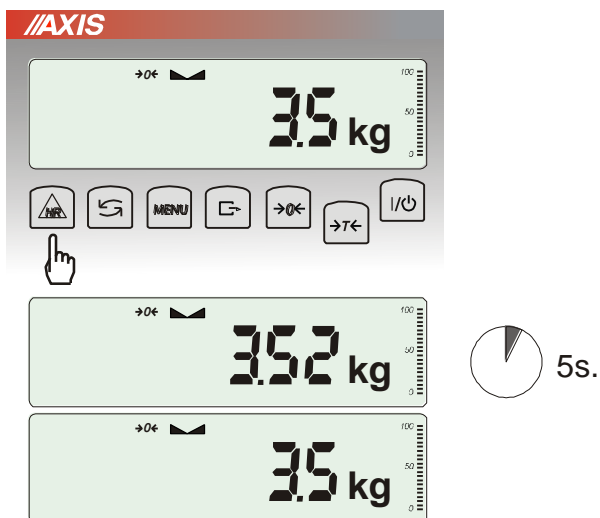 //AXIS
→0← 100
3.5 kg 50
0
HR MENU →0← →T← I/⏻
→0← 100
3.52 kg 50
0
5s.
→0← 100
3.5 kg 50
0